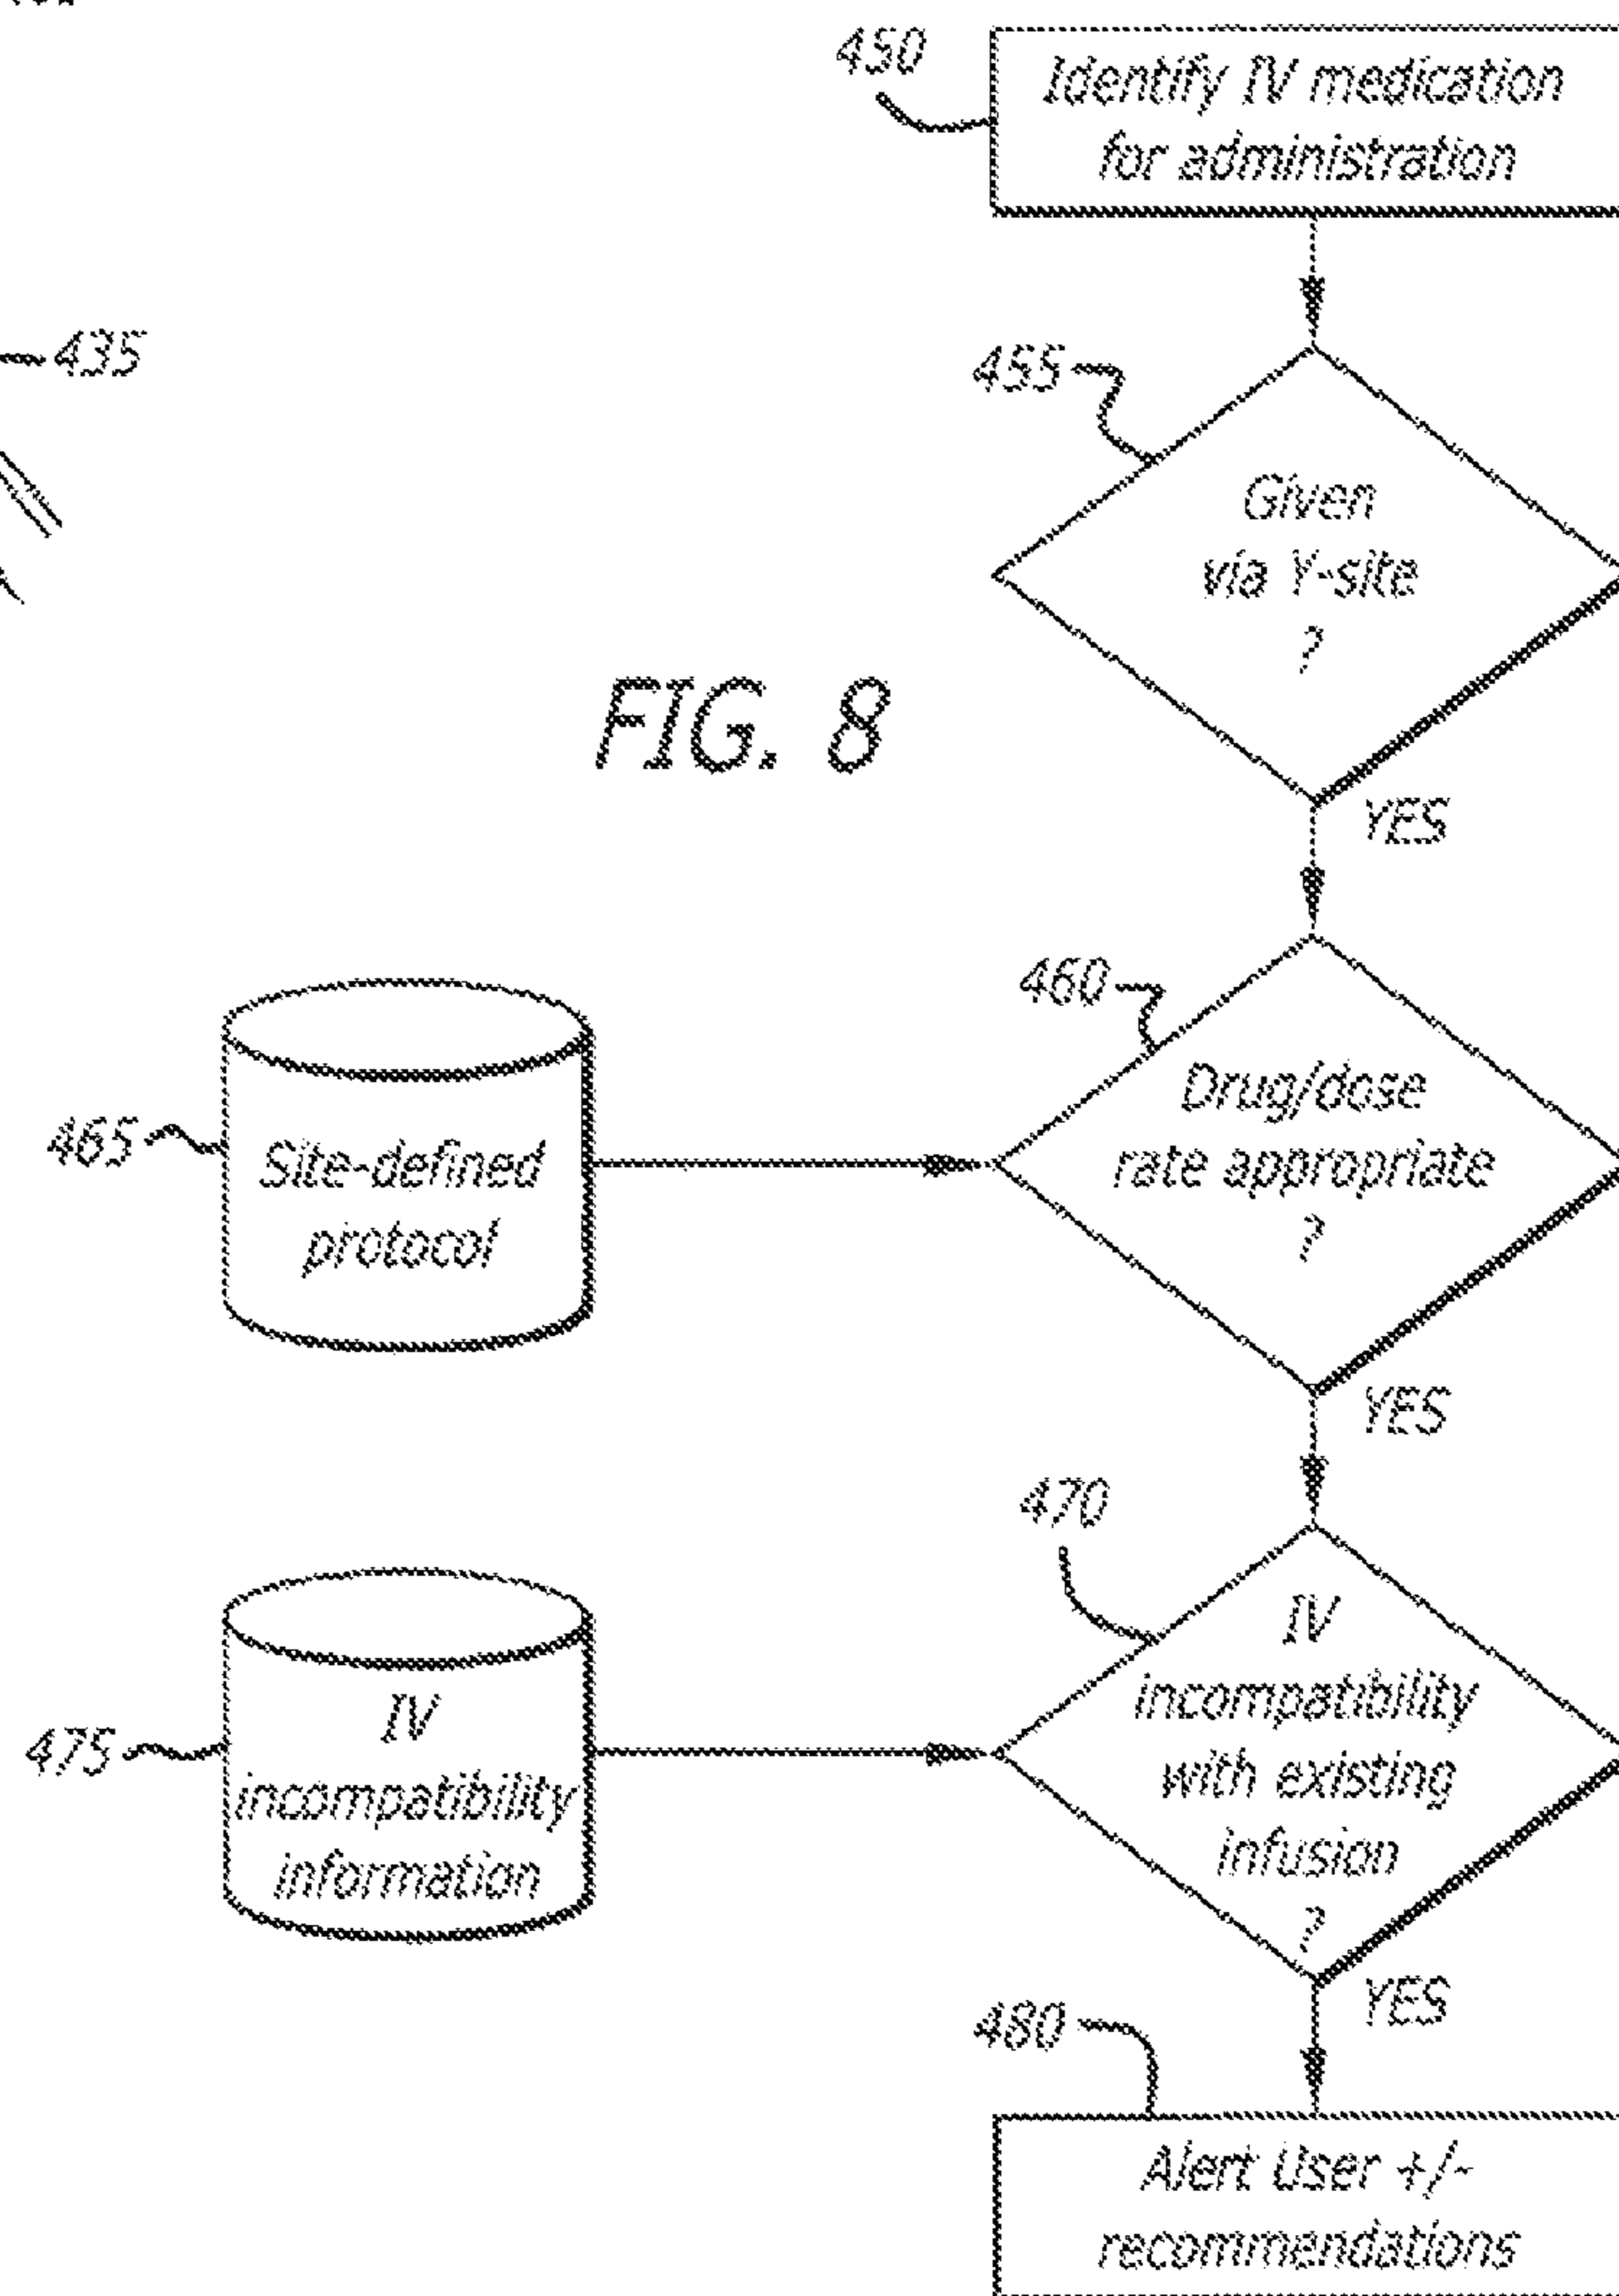 450
Identify IV medication
for administration
435
455
Given
via Y-site
?
FIG. 8
YES
460
Drug/dose
rate appropriate
?
465
Site-defined
protocol
YES
470
IV
incompatibility
with existing
infusion
?
475
IV
incompatibility
information
YES
480
Alert User +/-
recommendations